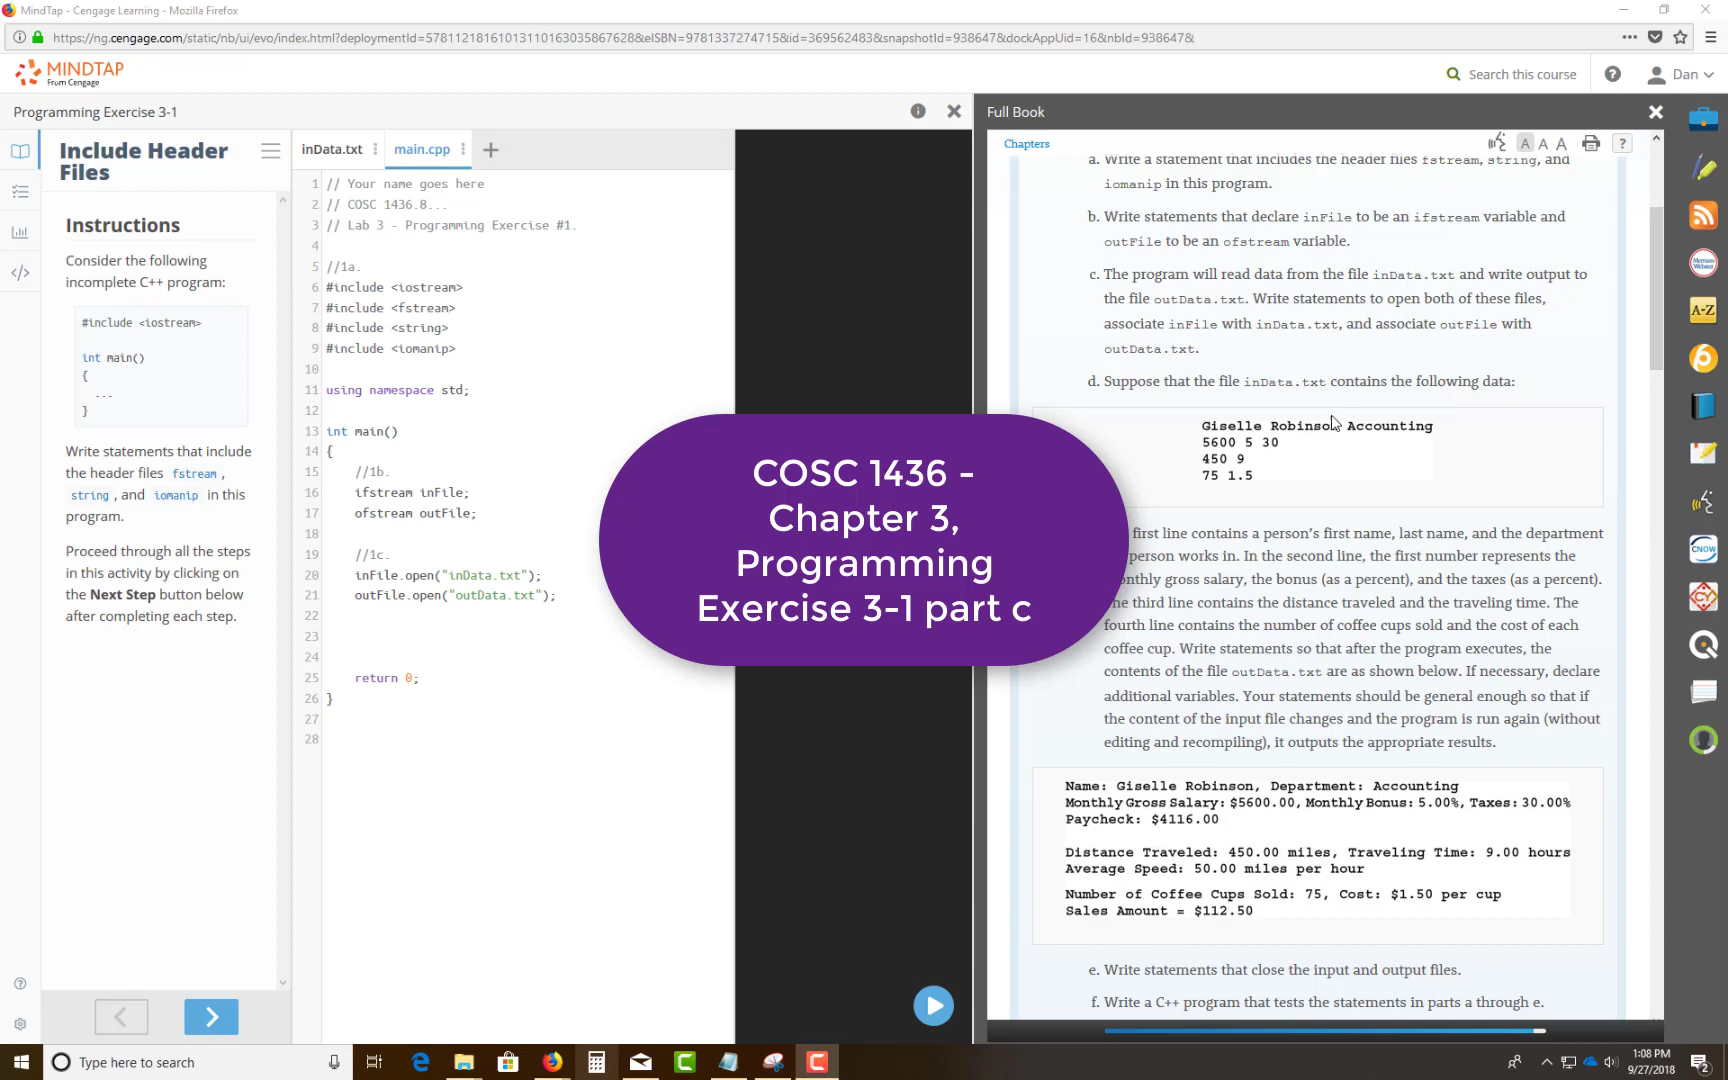 MindTap - Cengage Learning - Mozilla Firefox
https://ng.cengage.com/static/nb/ui/evo/index.html?deploymentId=57811218161013110163035867628&eISBN=9781337274715&id=369562483&snapshotId=938647&dockAppUid=16&nbId=938647&
MINDTAP
From Cengage
Search this course
Dan
Programming Exercise 3-1
Full Book
Include Header
Files
Instructions
Consider the following
incomplete C++ program:
#include <iostream>
int main()
{
...
}
Write statements that include
the header files fstream,
string, and iomanip in this
program.
Proceed through all the steps
in this activity by clicking on
the Next Step button below
after completing each step.
inData.txt
main.cpp
1 // Your name goes here
2 // COSC 1436.8...
3 // Lab 3 - Programming Exercise #1.
4
5 //1a.
6 #include <iostream>
7 #include <fstream>
8 #include <string>
9 #include <iomanip>
10
11 using namespace std;
12
13 int main()
14 {
15 //1b.
16 ifstream inFile;
17 ofstream outFile;
18
19 //1c.
20 inFile.open("inData.txt");
21 outFile.open("outData.txt");
22
23
24
25 return 0;
26 }
27
28
COSC 1436 -
Chapter 3,
Programming
Exercise 3-1 part c
Chapters
A A A
a. Write a statement that includes the header files fstream, string, and
iomanip in this program.
b. Write statements that declare inFile to be an ifstream variable and
outFile to be an ofstream variable.
c. The program will read data from the file inData.txt and write output to
the file outData.txt. Write statements to open both of these files,
associate inFile with inData.txt, and associate outFile with
outData.txt.
d. Suppose that the file inData.txt contains the following data:
Giselle Robinson Accounting
5600 5 30
450 9
75 1.5
first line contains a person's first name, last name, and the department
person works in. In the second line, the first number represents the
monthly gross salary, the bonus (as a percent), and the taxes (as a percent).
The third line contains the distance traveled and the traveling time. The
fourth line contains the number of coffee cups sold and the cost of each
coffee cup. Write statements so that after the program executes, the
contents of the file outData.txt are as shown below. If necessary, declare
additional variables. Your statements should be general enough so that if
the content of the input file changes and the program is run again (without
editing and recompiling), it outputs the appropriate results.
Name: Giselle Robinson, Department: Accounting
Monthly Gross Salary: $5600.00, Monthly Bonus: 5.00%, Taxes: 30.00%
Paycheck: $4116.00
Distance Traveled: 450.00 miles, Traveling Time: 9.00 hours
Average Speed: 50.00 miles per hour
Number of Coffee Cups Sold: 75, Cost: $1.50 per cup
Sales Amount = $112.50
e. Write statements that close the input and output files.
f. Write a C++ program that tests the statements in parts a through e.
A-Z
CNOW
Type here to search
1:08 PM
9/27/2018
2